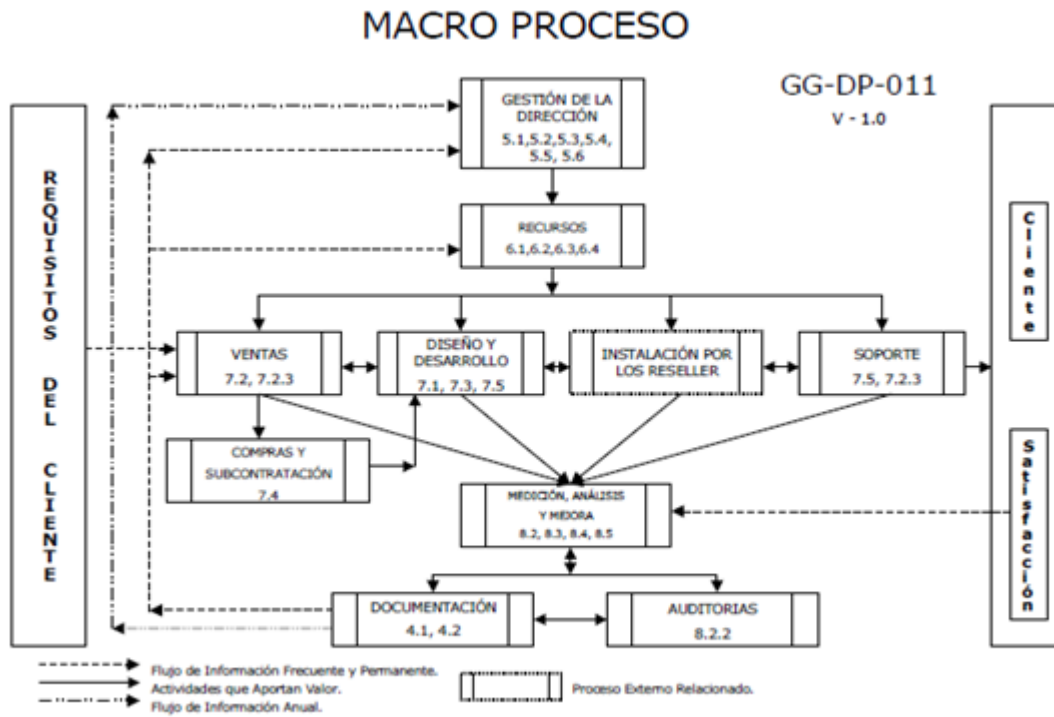 MACRO PROCESO
GG-DP-011
V - 1.0
GESTIÓN DE LA
DIRECCIÓN
5.1,5.2,5.3,5.4,
5.5, 5.6
RECURSOS
6.1,6.2,6.3,6.4
REQUISITOS DEL CLIENTE
VENTAS
7.2, 7.2.3
DISEÑO Y
DESARROLLO
7.1, 7.3, 7.5
INSTALACIÓN POR
LOS RESELLER
SOPORTE
7.5, 7.2.3
Cliente
COMPRAS Y
SUBCONTRATACIÓN
7.4
MEDICIÓN, ANÁLISIS
Y MEJORA
8.2, 8.3, 8.4, 8.5
Satisfacción
DOCUMENTACIÓN
4.1, 4.2
AUDITORIAS
8.2.2
Flujo de Información Frecuente y Permanente.
Actividades que Aportan Valor.
Flujo de Información Anual.
Proceso Externo Relacionado.